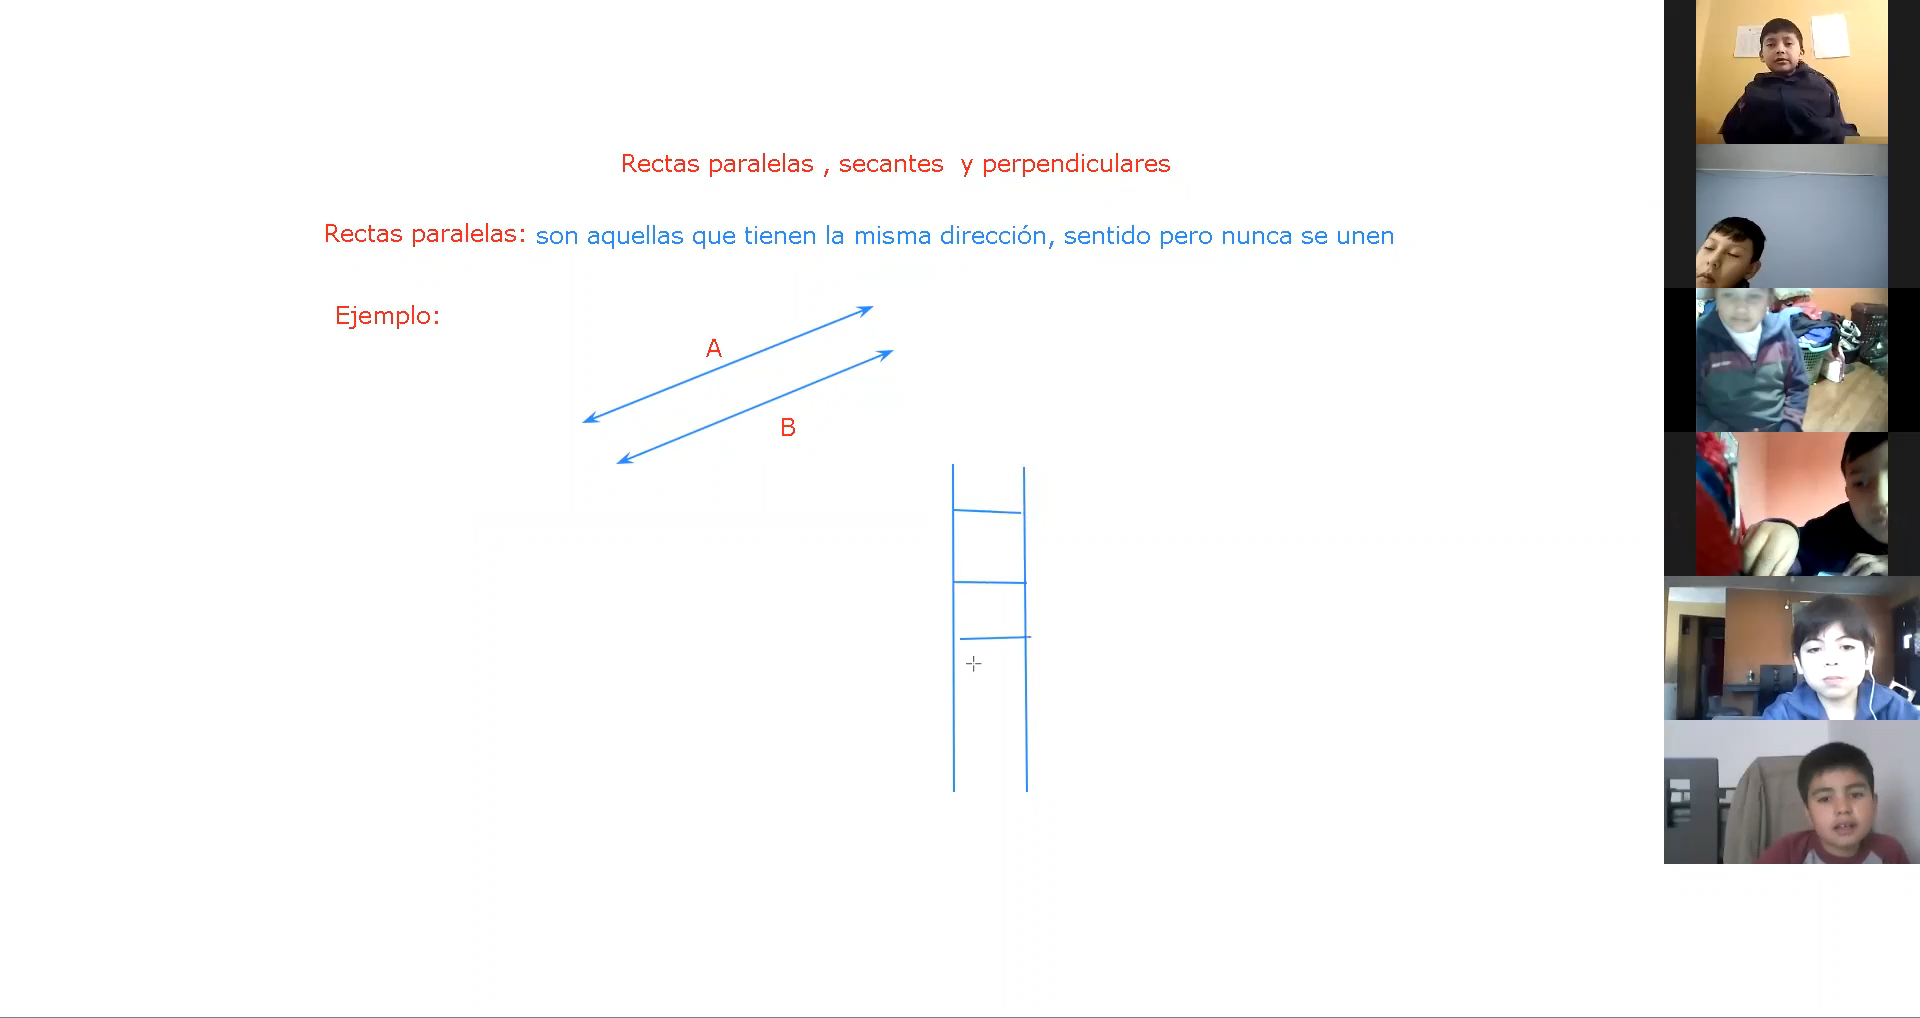 Rectas paralelas , secantes  y perpendiculares
Rectas paralelas: son aquellas que tienen la misma dirección, sentido pero nunca se unen
Ejemplo:
A
B